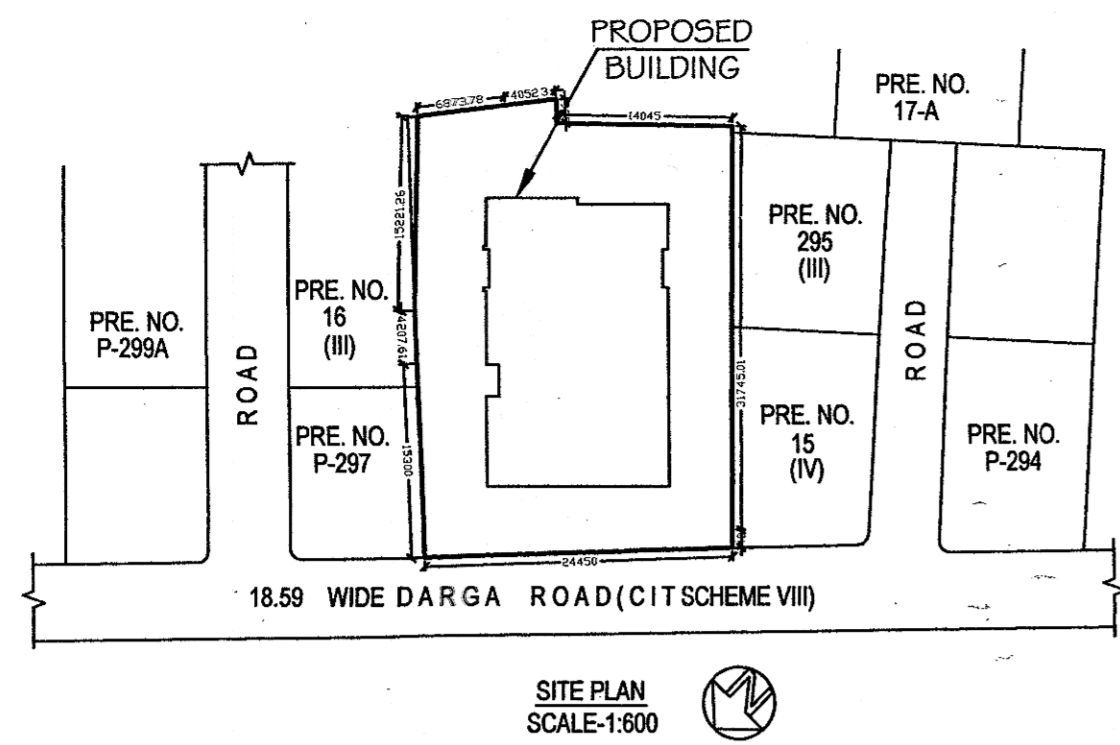 PROPOSED
BUILDING
PRE. NO.
17-A
6873.78
4052.3
14045
15221.26
PRE. NO.
295
(III)
PRE. NO.
16
(III)
PRE. NO.
P-299A
ROAD
ROAD
4207.61
31745.01
PRE. NO.
15
(IV)
PRE. NO.
P-297
15300
PRE. NO.
P-294
24450
18.59 WIDE DARGA ROAD(CIT SCHEME VIII)
SITE PLAN
SCALE-1:600